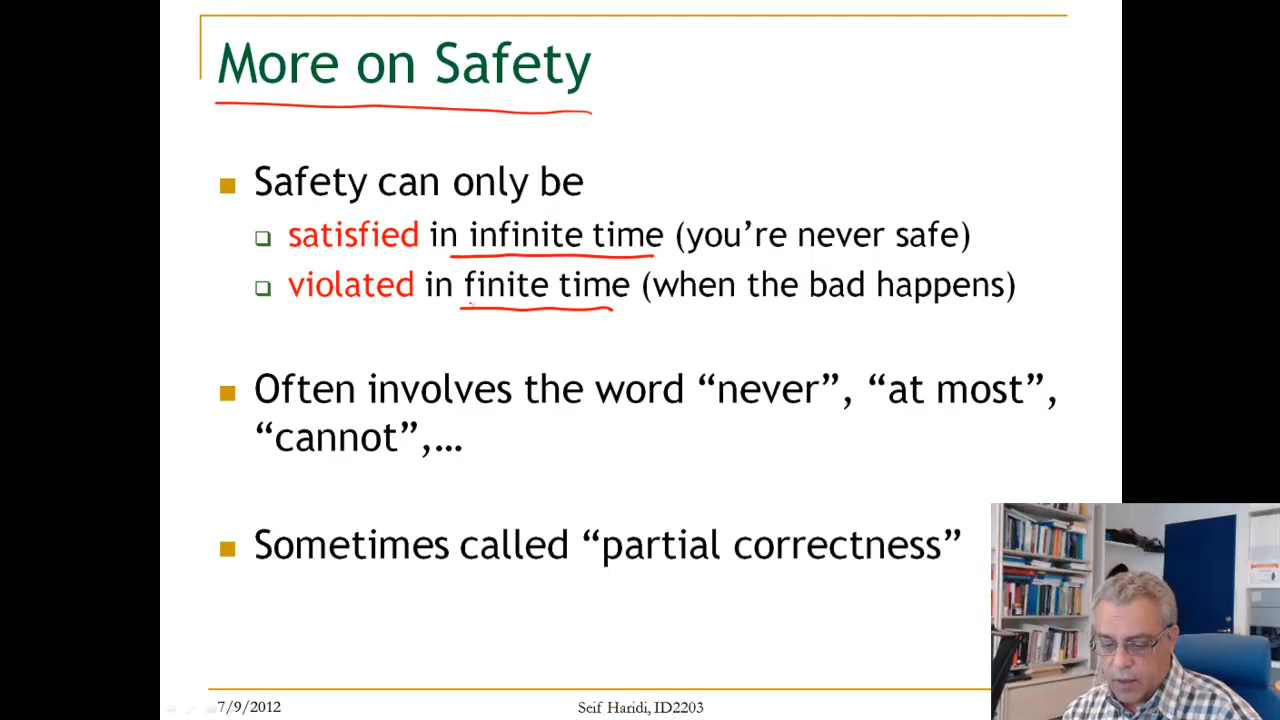 More on Safety
Safety can only be
satisfied in infinite time (you’re never safe)
violated in finite time (when the bad happens)
Often involves the word “never”, “at most”,
“cannot”,…
Sometimes called “partial correctness”
7/9/2012
Seif Haridi, ID2203